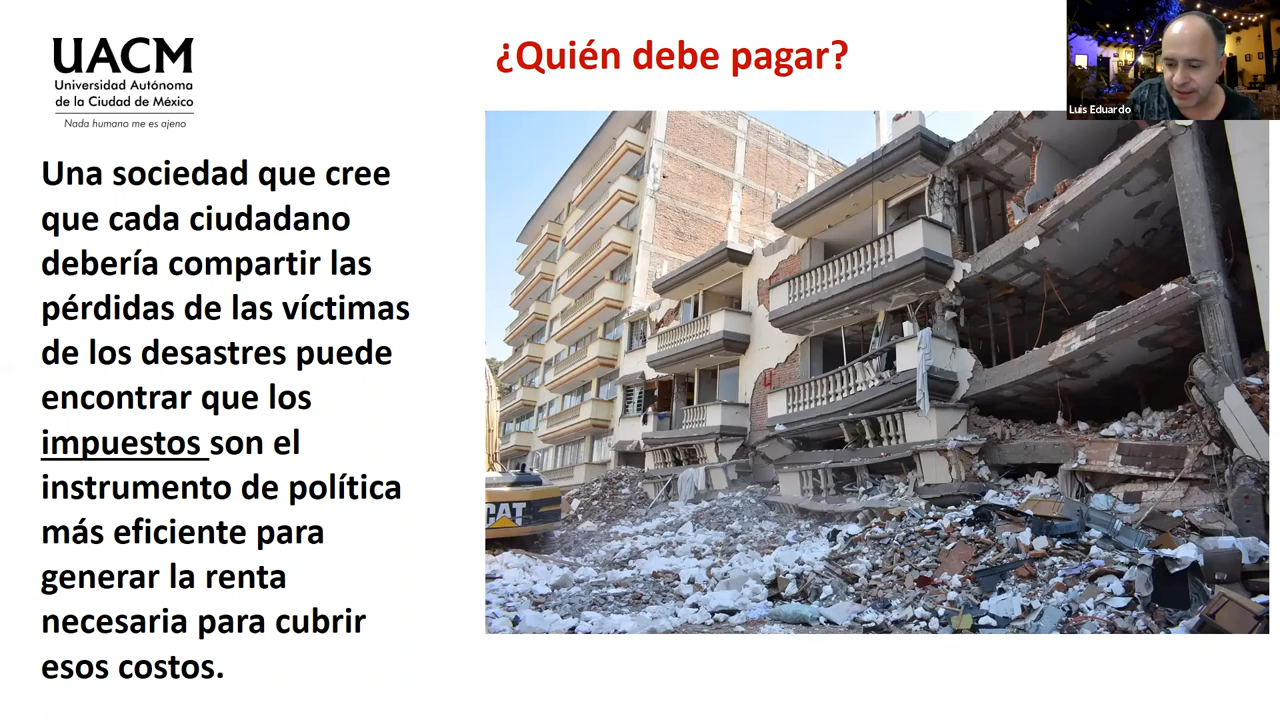 UACM
Universidad Autónoma
de la Ciudad de México
Nada humano me es ajeno
¿Quién debe pagar?
Luis Eduardo
Una sociedad que cree
que cada ciudadano
debería compartir las
pérdidas de las víctimas
de los desastres puede
encontrar que los
impuestos son el
instrumento de política
más eficiente para
generar la renta
necesaria para cubrir
esos costos.
CAT